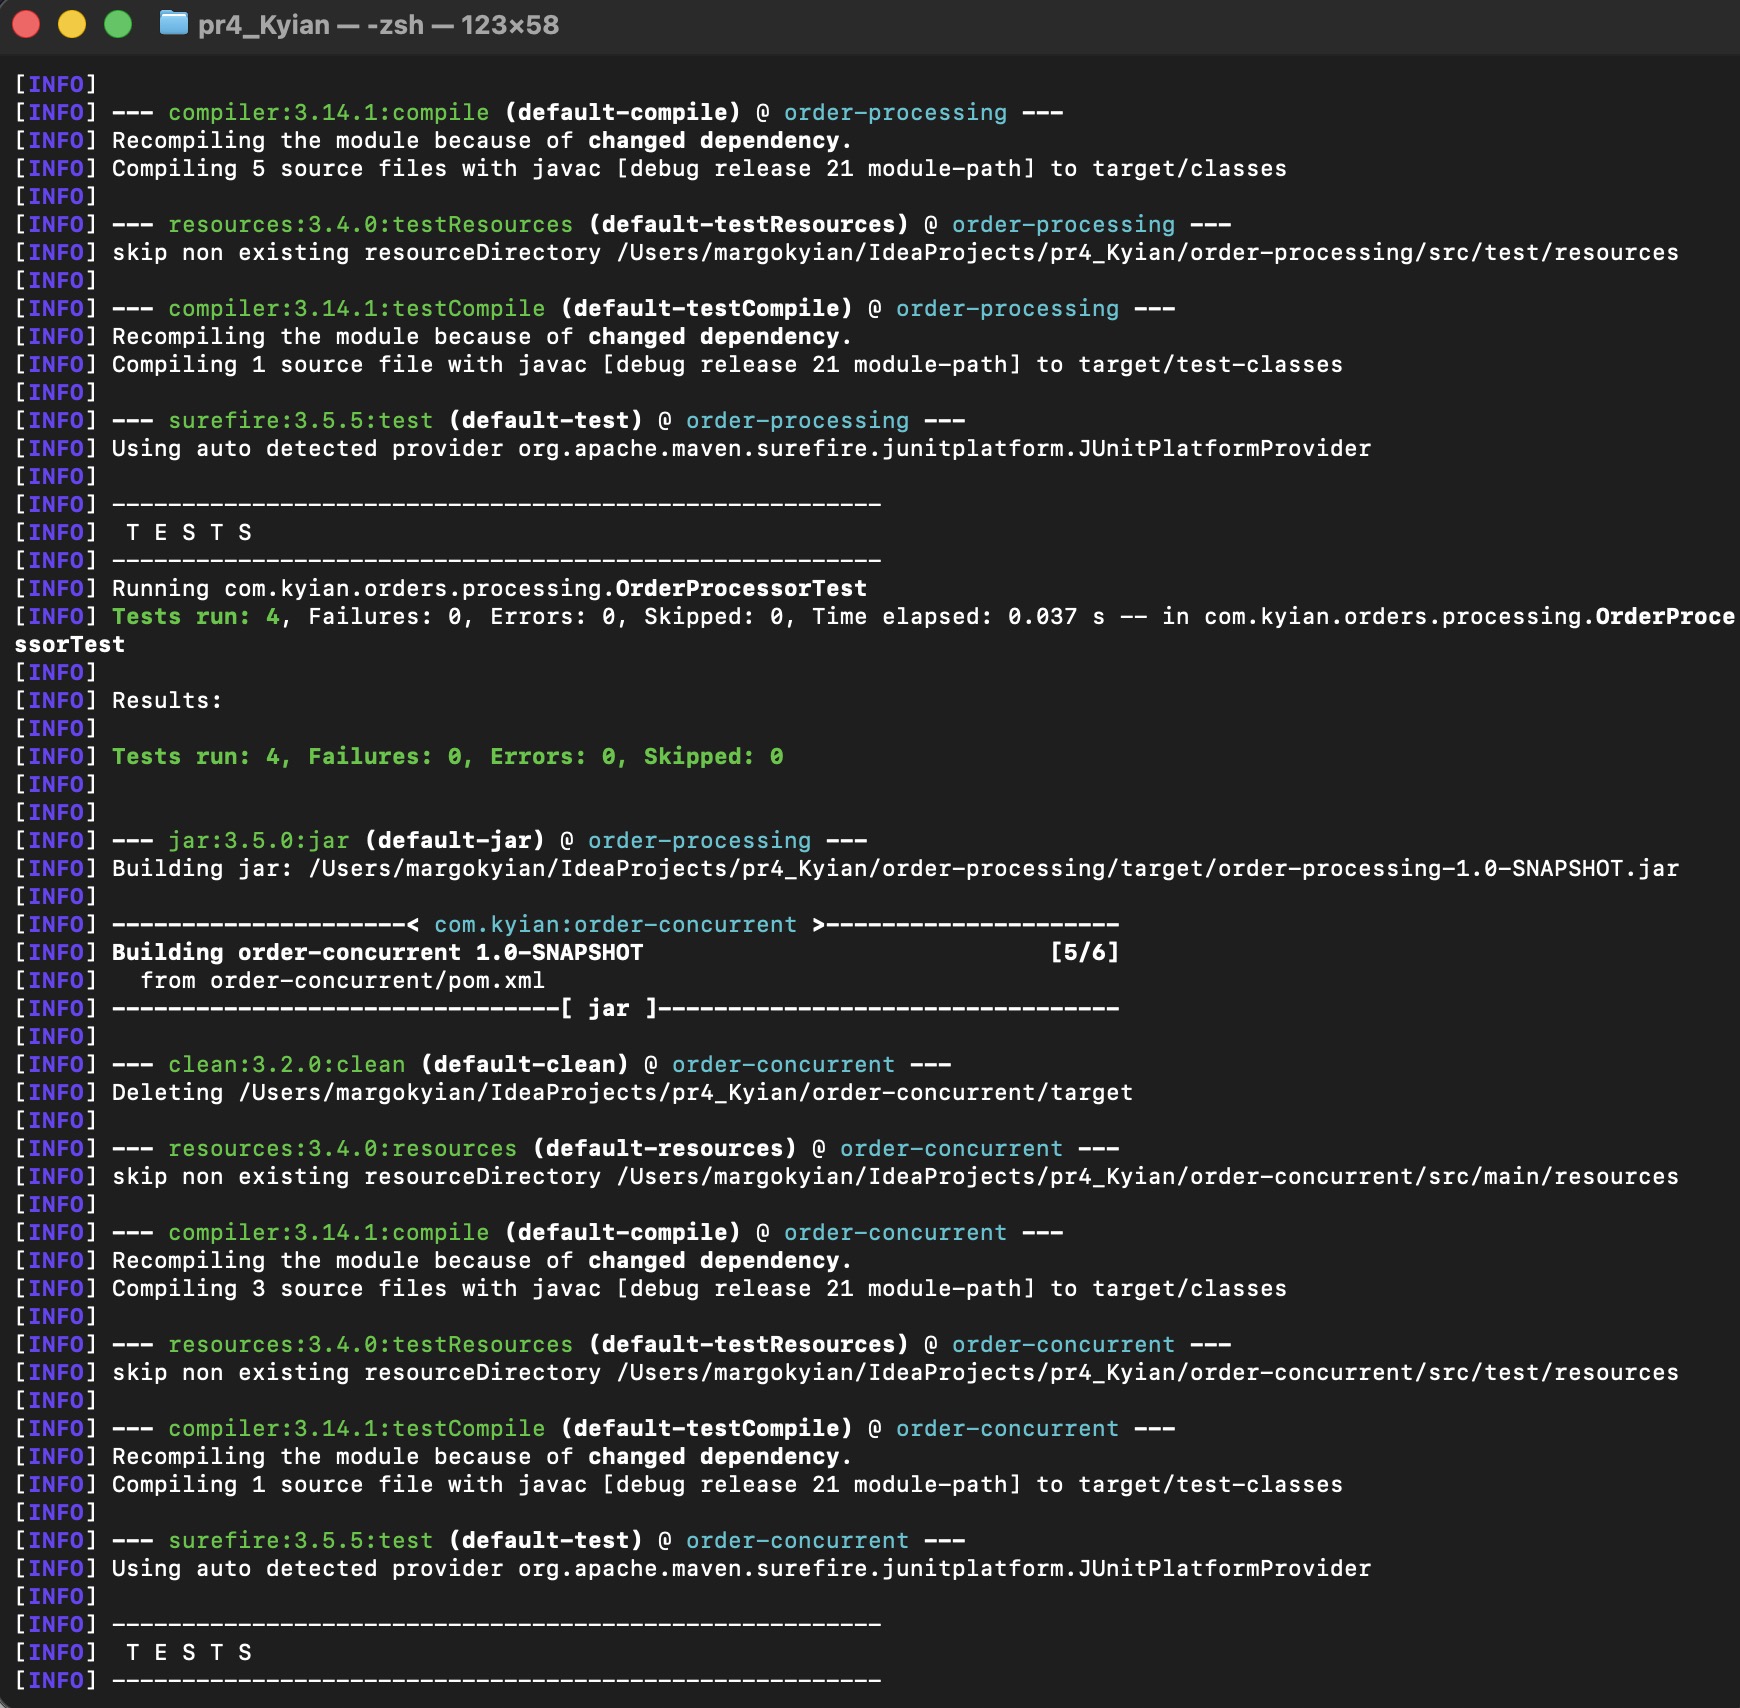 pr4_Kyian — -zsh — 123×58
[INFO]
[INFO] --- compiler:3.14.1:compile (default-compile) @ order-processing ---
[INFO] Recompiling the module because of changed dependency.
[INFO] Compiling 5 source files with javac [debug release 21 module-path] to target/classes
[INFO]
[INFO] --- resources:3.4.0:testResources (default-testResources) @ order-processing ---
[INFO] skip non existing resourceDirectory /Users/margokyian/IdeaProjects/pr4_Kyian/order-processing/src/test/resources
[INFO]
[INFO] --- compiler:3.14.1:testCompile (default-testCompile) @ order-processing ---
[INFO] Recompiling the module because of changed dependency.
[INFO] Compiling 1 source file with javac [debug release 21 module-path] to target/test-classes
[INFO]
[INFO] --- surefire:3.5.5:test (default-test) @ order-processing ---
[INFO] Using auto detected provider org.apache.maven.surefire.junitplatform.JUnitPlatformProvider
[INFO]
[INFO] -------------------------------------------------------
[INFO]  T E S T S
[INFO] -------------------------------------------------------
[INFO] Running com.kyian.orders.processing.OrderProcessorTest
[INFO] Tests run: 4, Failures: 0, Errors: 0, Skipped: 0, Time elapsed: 0.037 s -- in com.kyian.orders.processing.OrderProce
ssorTest
[INFO]
[INFO] Results:
[INFO]
[INFO] Tests run: 4, Failures: 0, Errors: 0, Skipped: 0
[INFO]
[INFO]
[INFO] --- jar:3.5.0:jar (default-jar) @ order-processing ---
[INFO] Building jar: /Users/margokyian/IdeaProjects/pr4_Kyian/order-processing/target/order-processing-1.0-SNAPSHOT.jar
[INFO]
[INFO] ---------------------< com.kyian:order-concurrent >---------------------
[INFO] Building order-concurrent 1.0-SNAPSHOT                             [5/6]
[INFO]   from order-concurrent/pom.xml
[INFO] --------------------------------[ jar ]---------------------------------
[INFO]
[INFO] --- clean:3.2.0:clean (default-clean) @ order-concurrent ---
[INFO] Deleting /Users/margokyian/IdeaProjects/pr4_Kyian/order-concurrent/target
[INFO]
[INFO] --- resources:3.4.0:resources (default-resources) @ order-concurrent ---
[INFO] skip non existing resourceDirectory /Users/margokyian/IdeaProjects/pr4_Kyian/order-concurrent/src/main/resources
[INFO]
[INFO] --- compiler:3.14.1:compile (default-compile) @ order-concurrent ---
[INFO] Recompiling the module because of changed dependency.
[INFO] Compiling 3 source files with javac [debug release 21 module-path] to target/classes
[INFO]
[INFO] --- resources:3.4.0:testResources (default-testResources) @ order-concurrent ---
[INFO] skip non existing resourceDirectory /Users/margokyian/IdeaProjects/pr4_Kyian/order-concurrent/src/test/resources
[INFO]
[INFO] --- compiler:3.14.1:testCompile (default-testCompile) @ order-concurrent ---
[INFO] Recompiling the module because of changed dependency.
[INFO] Compiling 1 source file with javac [debug release 21 module-path] to target/test-classes
[INFO]
[INFO] --- surefire:3.5.5:test (default-test) @ order-concurrent ---
[INFO] Using auto detected provider org.apache.maven.surefire.junitplatform.JUnitPlatformProvider
[INFO]
[INFO] -------------------------------------------------------
[INFO]  T E S T S
[INFO] -------------------------------------------------------